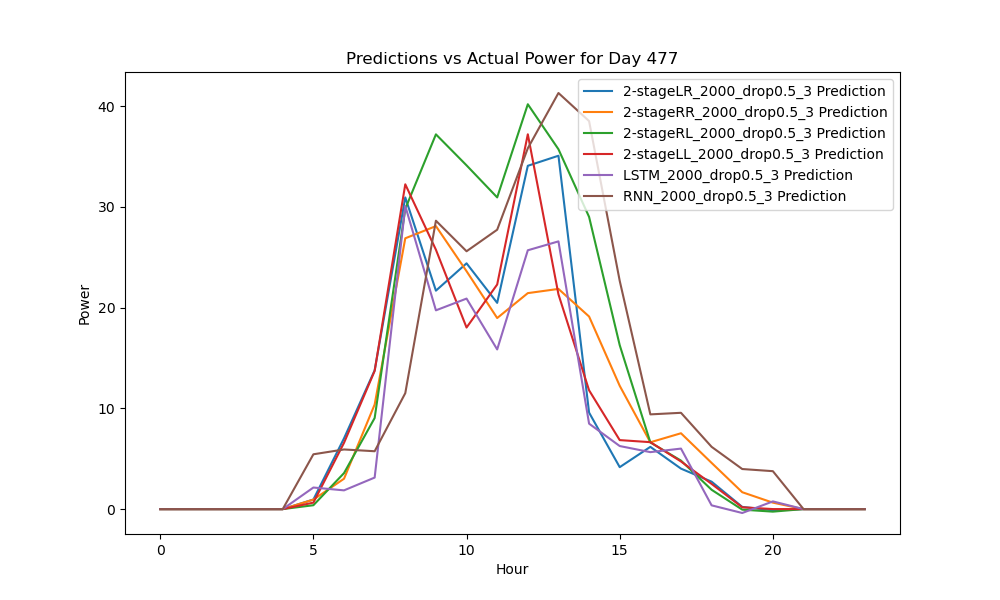 Predictions vs Actual Power for Day 477
2-stageLR_2000_drop0.5_3 Prediction
2-stageRR_2000_drop0.5_3 Prediction
2-stageRL_2000_drop0.5_3 Prediction
2-stageLL_2000_drop0.5_3 Prediction
LSTM_2000_drop0.5_3 Prediction
RNN_2000_drop0.5_3 Prediction
40
30
20
10
0
Power
0 5 10 15 20
Hour